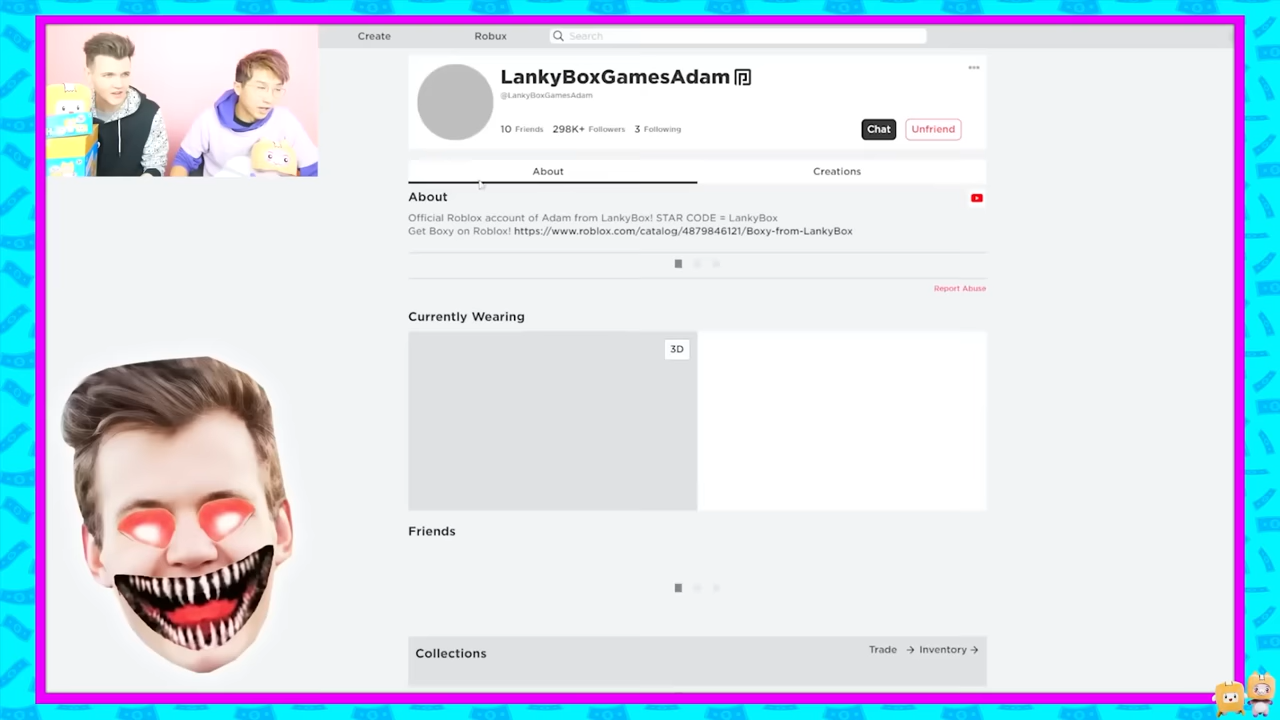 Create
Robux
Search
LankyBoxGamesAdam
@LankyBoxGamesAdam
10 Friends 298K+ Followers 3 Following
Chat
Unfriend
About
Creations
About
Official Roblox account of Adam from LankyBox! STAR CODE = LankyBox
Get Boxy on Roblox! https://www.roblox.com/catalog/4879846121/Boxy-from-LankyBox
Report Abuse
Currently Wearing
3D
Friends
Collections
Trade → Inventory →